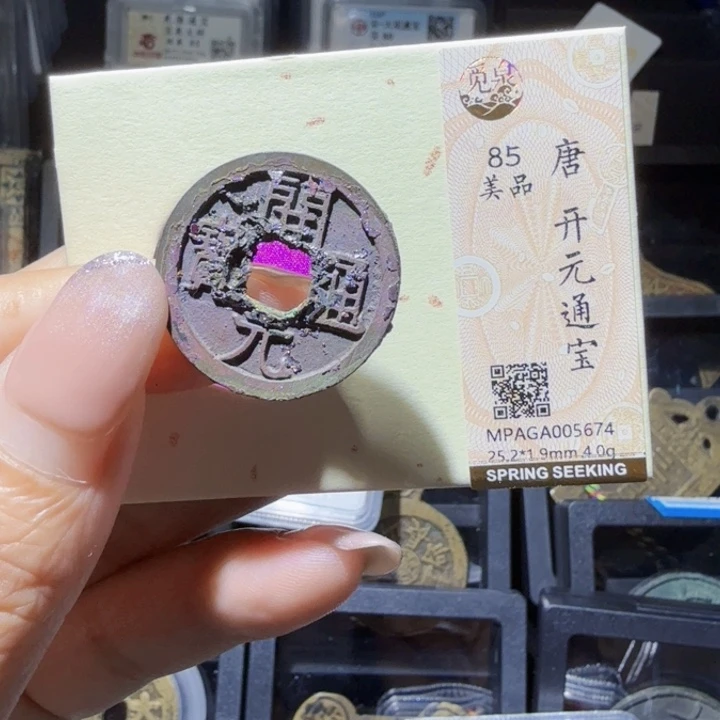 觅泉
85
美品
唐 开元通宝
MPAGA005674
25.2*1.9mm 4.0g
SPRING SEEKING
開
元
通
寶